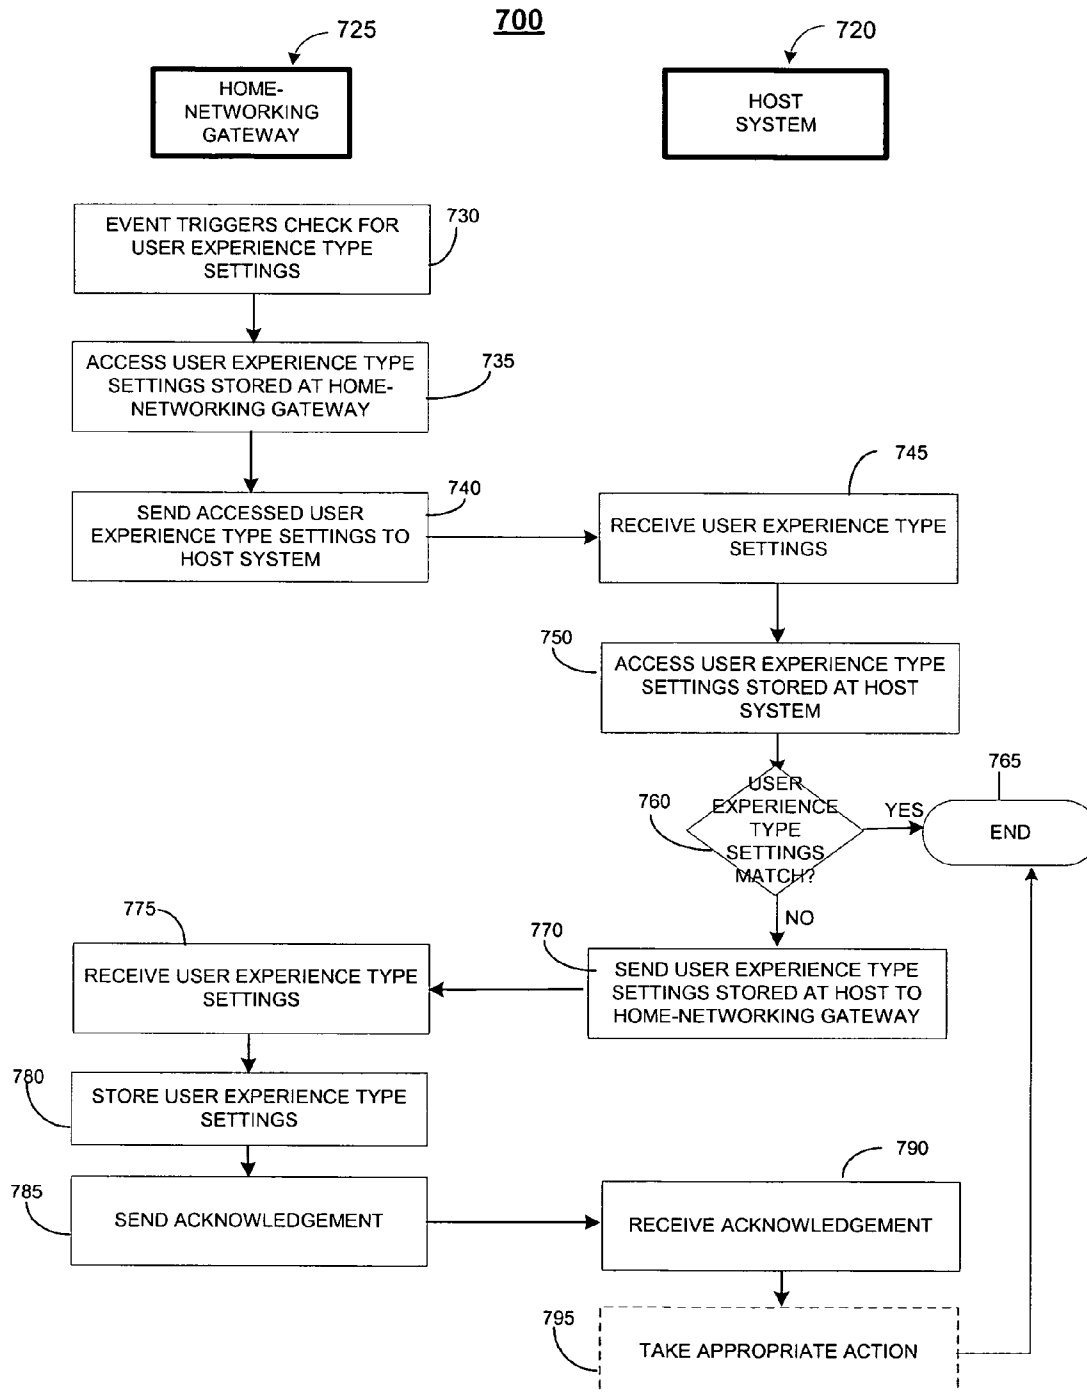 700
725
720
HOME-
NETWORKING
GATEWAY
HOST
SYSTEM
EVENT TRIGGERS CHECK FOR
USER EXPERIENCE TYPE
SETTINGS
730
ACCESS USER EXPERIENCE TYPE
SETTINGS STORED AT HOME-
NETWORKING GATEWAY
735
SEND ACCESSED USER
EXPERIENCE TYPE SETTINGS TO
HOST SYSTEM
740
745
RECEIVE USER EXPERIENCE TYPE
SETTINGS
750
ACCESS USER EXPERIENCE TYPE
SETTINGS STORED AT HOST
SYSTEM
760
USER
EXPERIENCE
TYPE
SETTINGS
MATCH?
YES
765
END
NO
770
SEND USER EXPERIENCE TYPE
SETTINGS STORED AT HOST TO
HOME-NETWORKING GATEWAY
775
RECEIVE USER EXPERIENCE TYPE
SETTINGS
780
STORE USER EXPERIENCE TYPE
SETTINGS
785
SEND ACKNOWLEDGEMENT
790
RECEIVE ACKNOWLEDGEMENT
795
TAKE APPROPRIATE ACTION